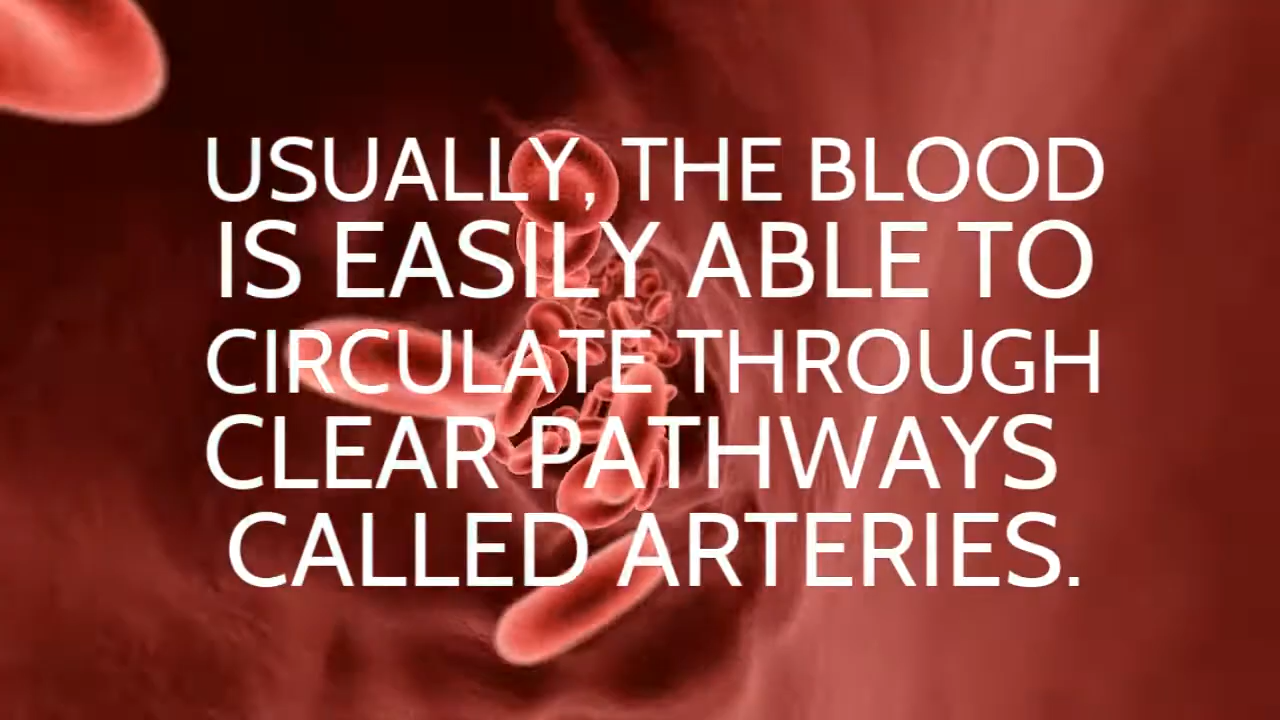 USUALLY, THE BLOOD
IS EASILY ABLE TO
CIRCULATE THROUGH
CLEAR PATHWAYS
CALLED ARTERIES.